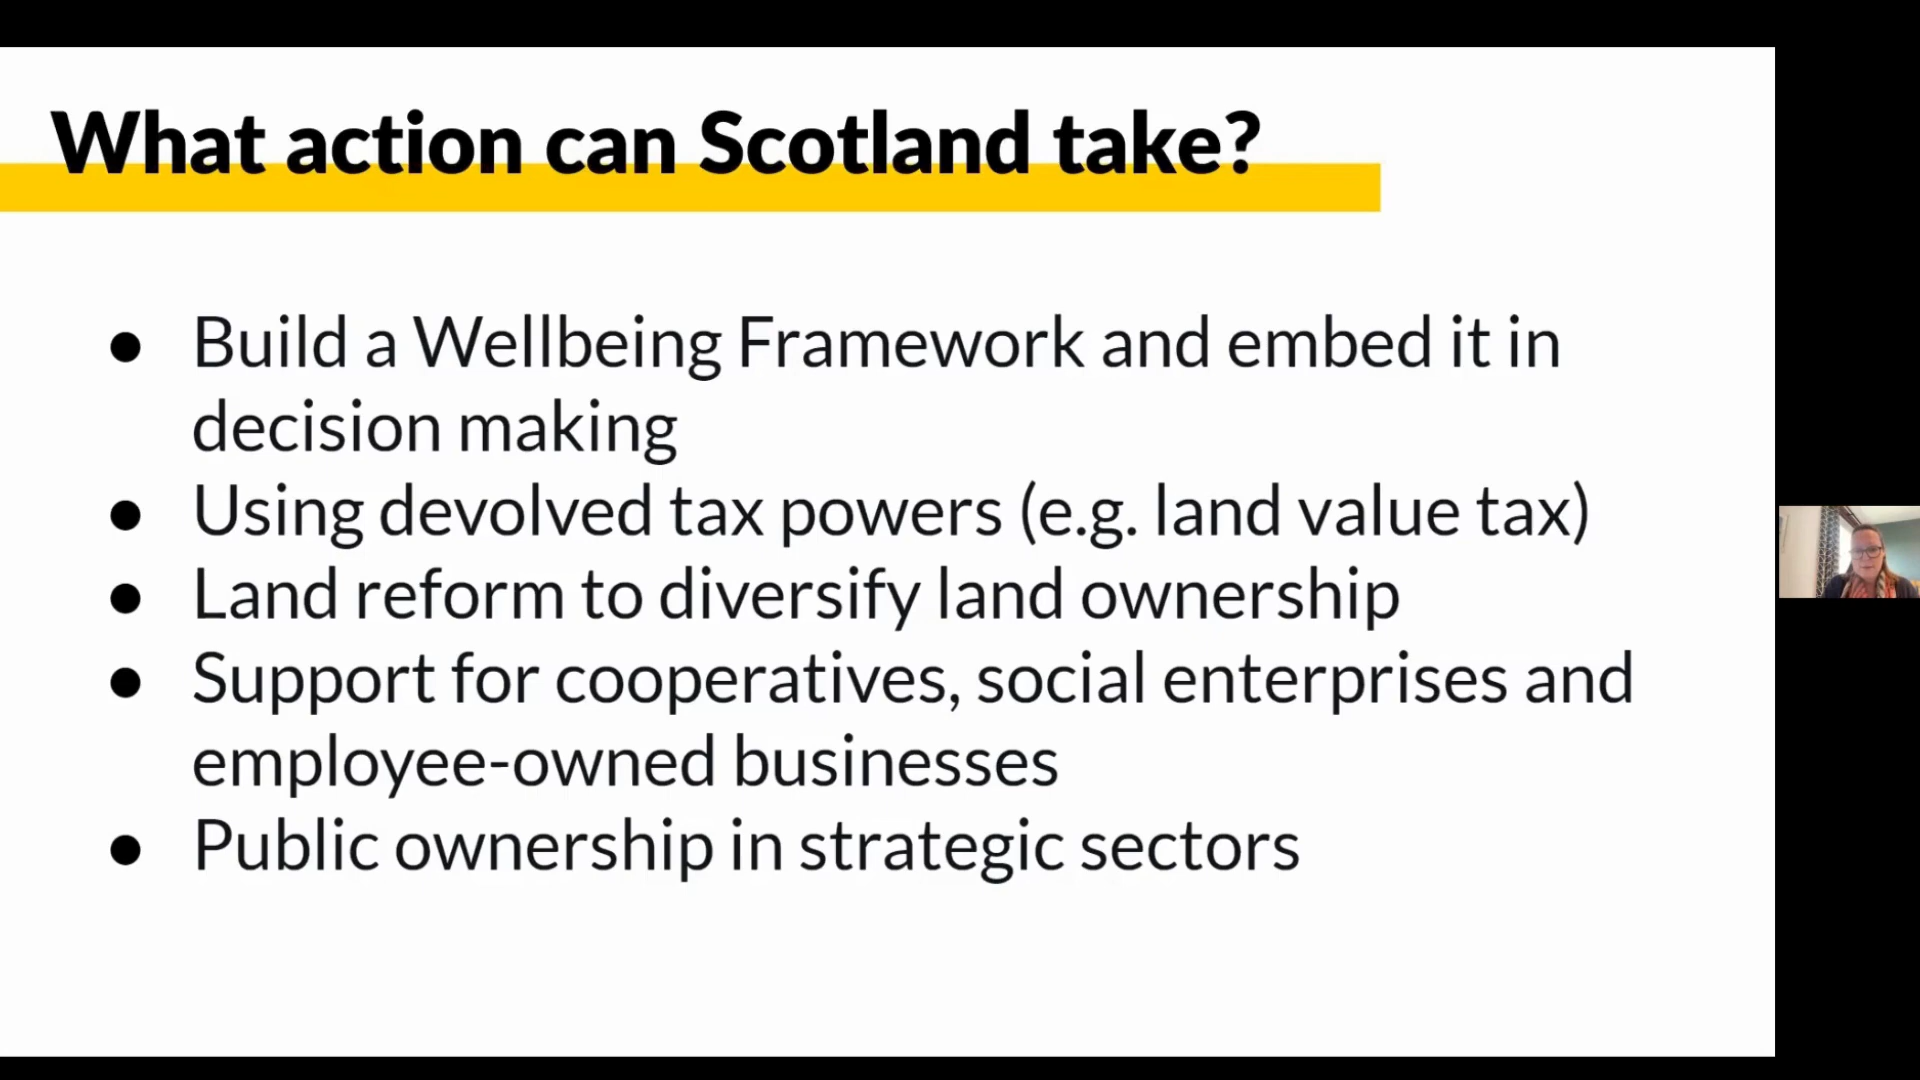 What action can Scotland take?
● Build a Wellbeing Framework and embed it in
decision making
● Using devolved tax powers (e.g. land value tax)
● Land reform to diversify land ownership
● Support for cooperatives, social enterprises and
employee-owned businesses
● Public ownership in strategic sectors